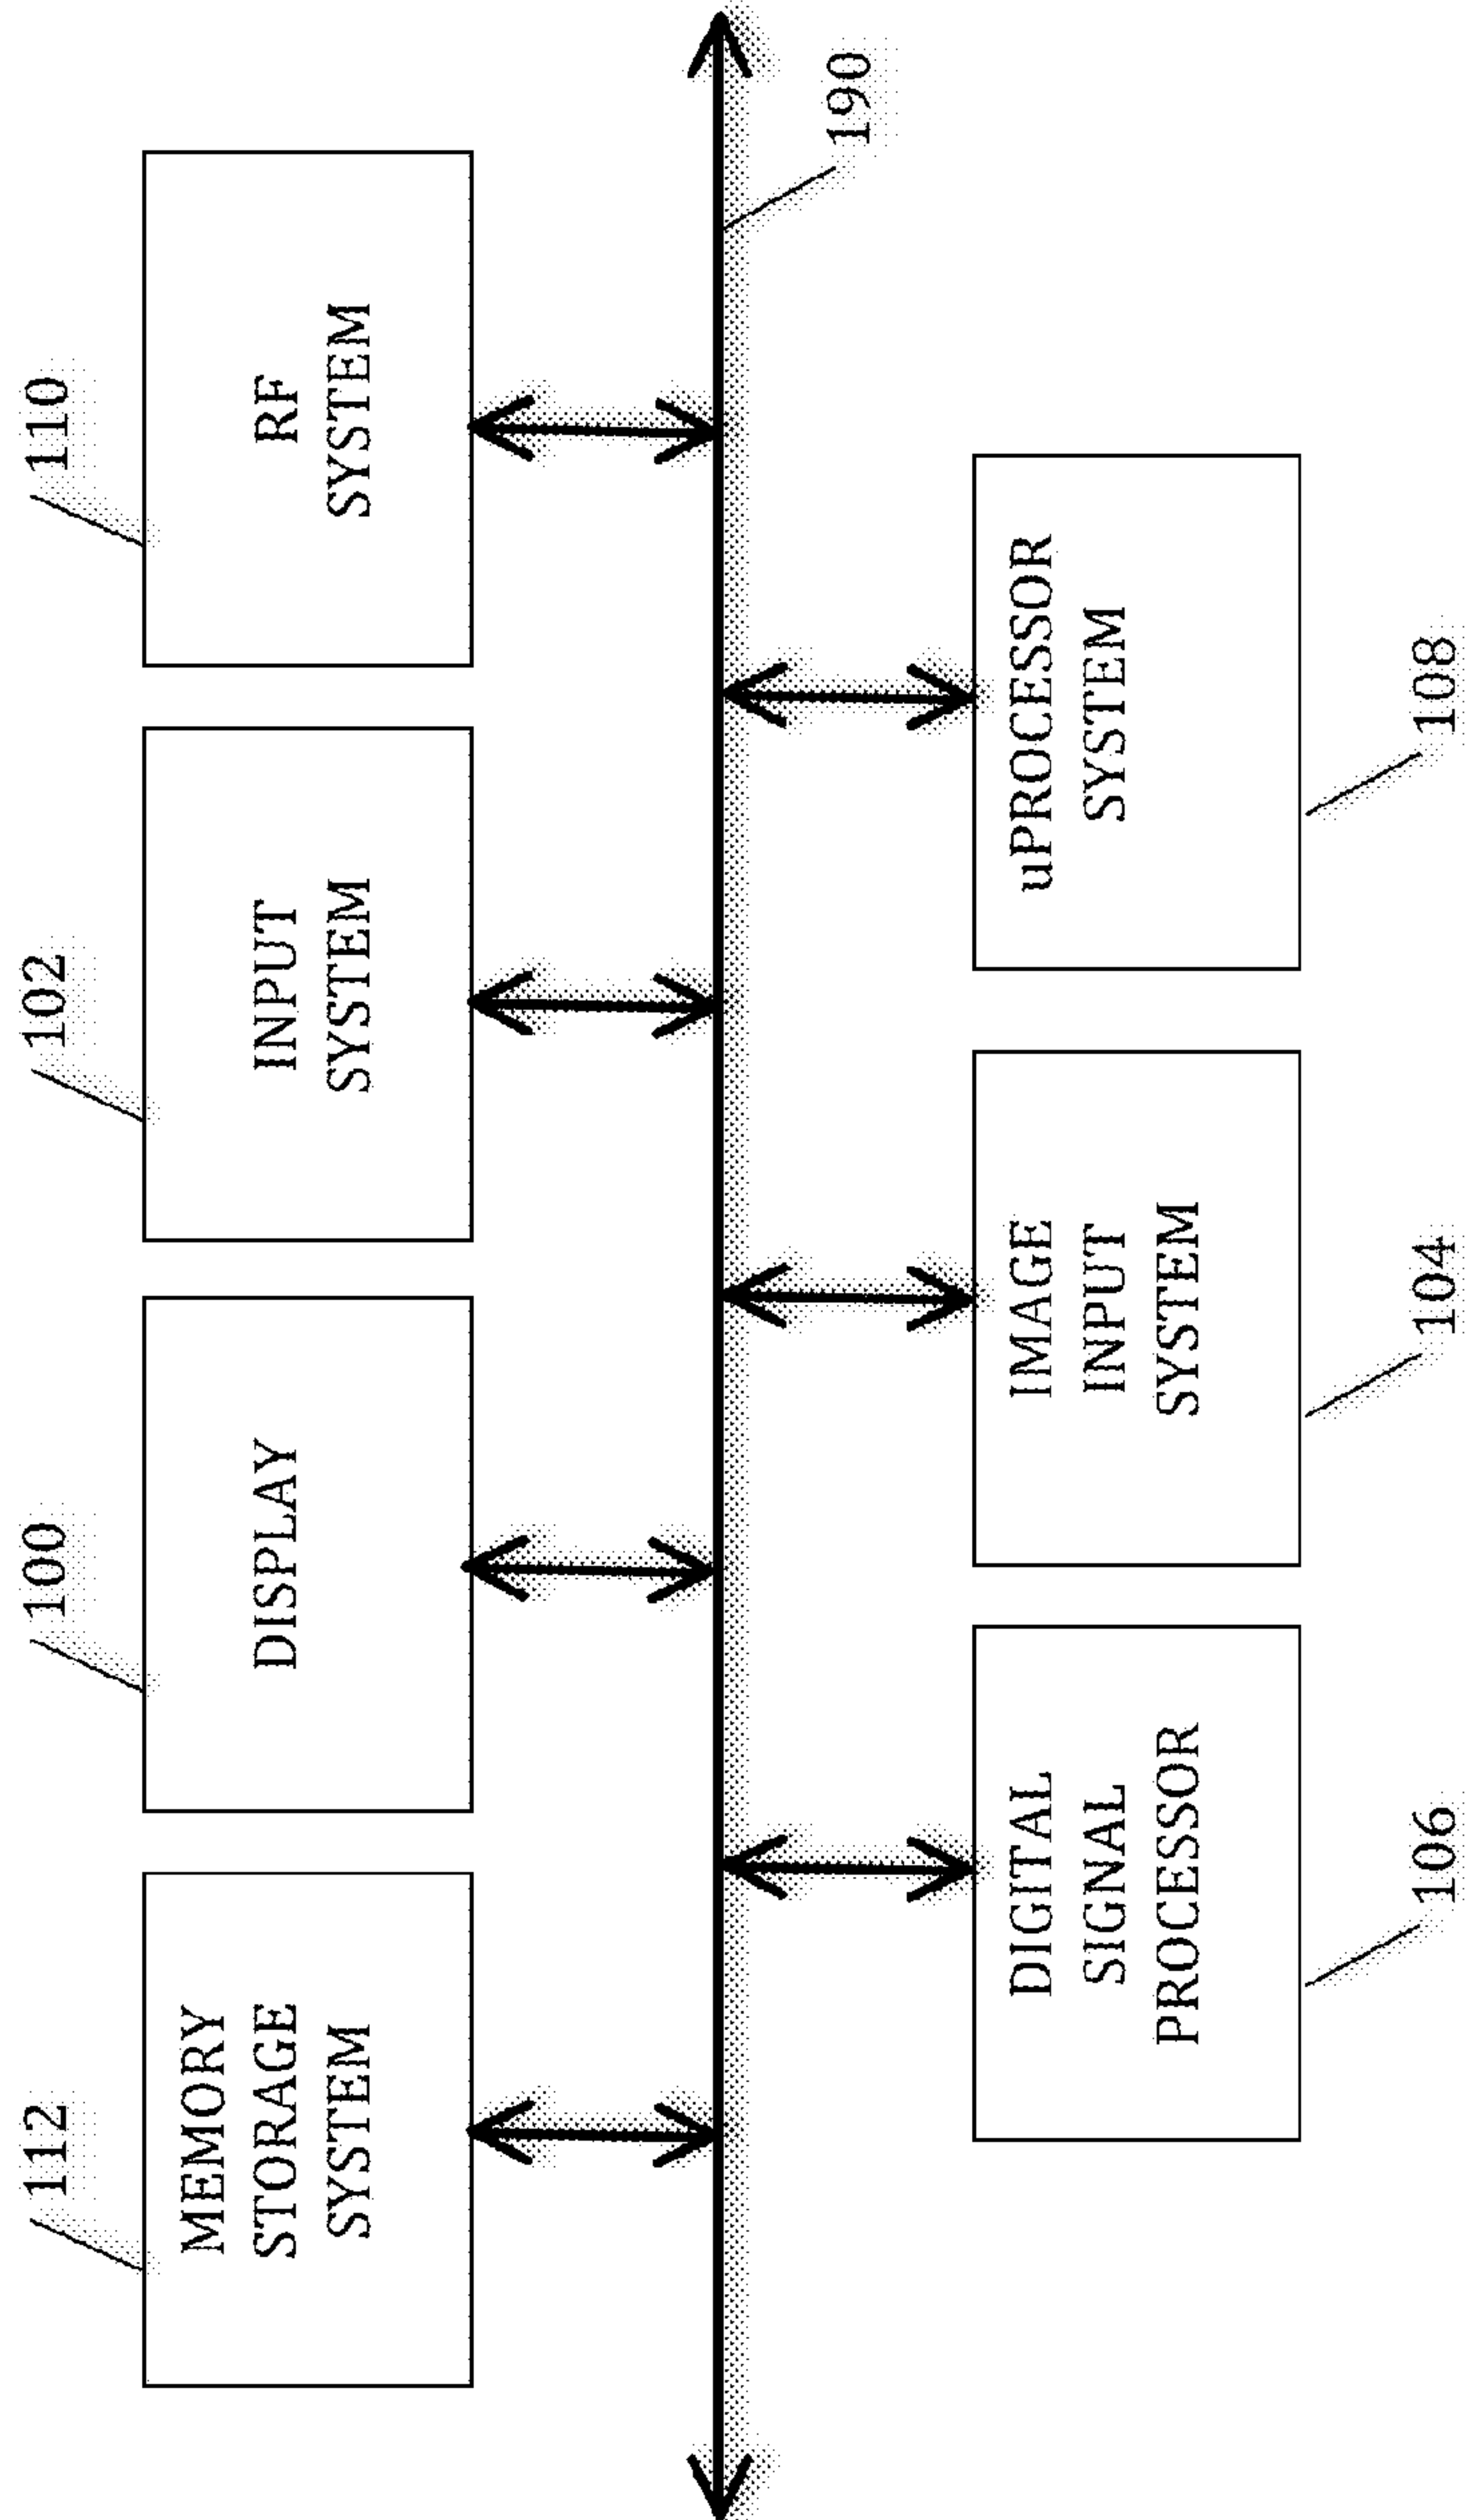 112
MEMORY
STORAGE
SYSTEM
100
DISPLAY
102
INPUT
SYSTEM
110
RF
SYSTEM
190
DIGITAL
SIGNAL
PROCESSOR
106
IMAGE
INPUT
SYSTEM
104
uPROCESSOR
SYSTEM
108